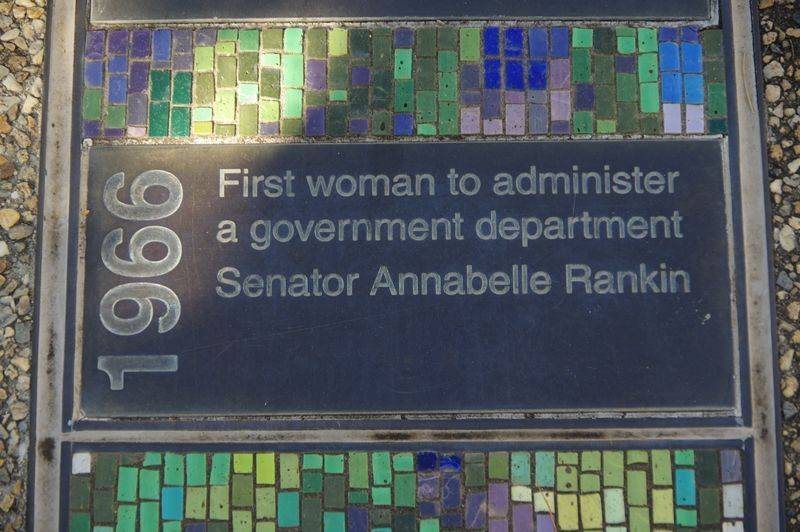 1966
First woman to administer
a government department
Senator Annabelle Rankin